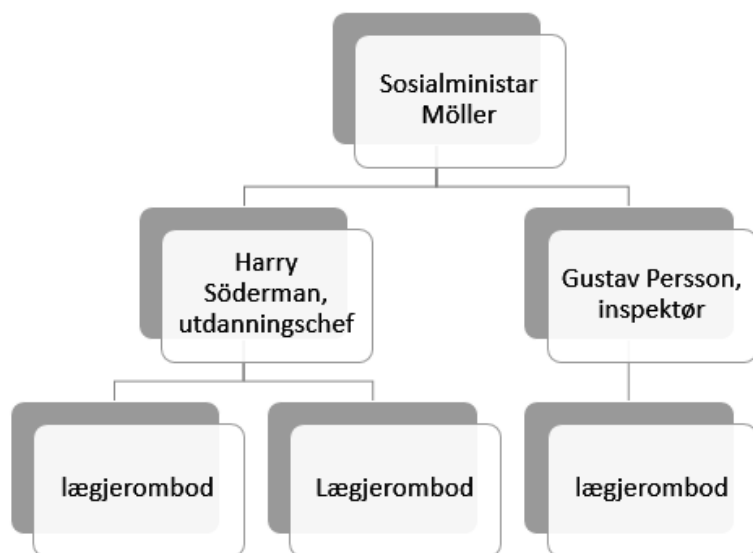 Sosialministar
Möller
Harry
Söderman,
utdanningschef
Gustav Persson,
inspektør
lægjerombod
Lægjerombod
lægjerombod